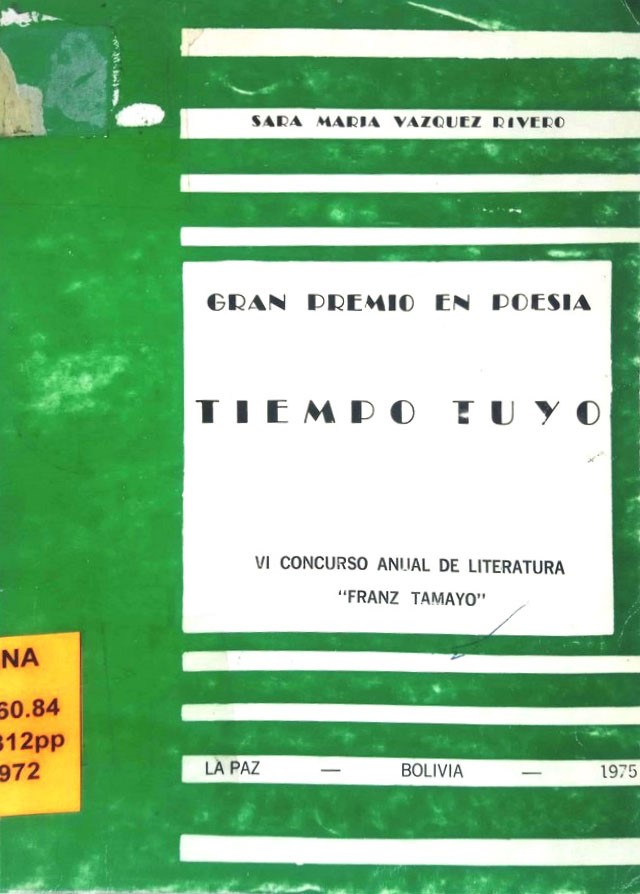 SARA MARIA VAZQUEZ RIVERO
GRAN PREMIO EN POESIA
TIEMPO TUYO
VI CONCURSO ANUAL DE LITERATURA
"FRANZ TAMAYO"
NA
60.84
312pp
972
LA PAZ — BOLIVIA — 1975